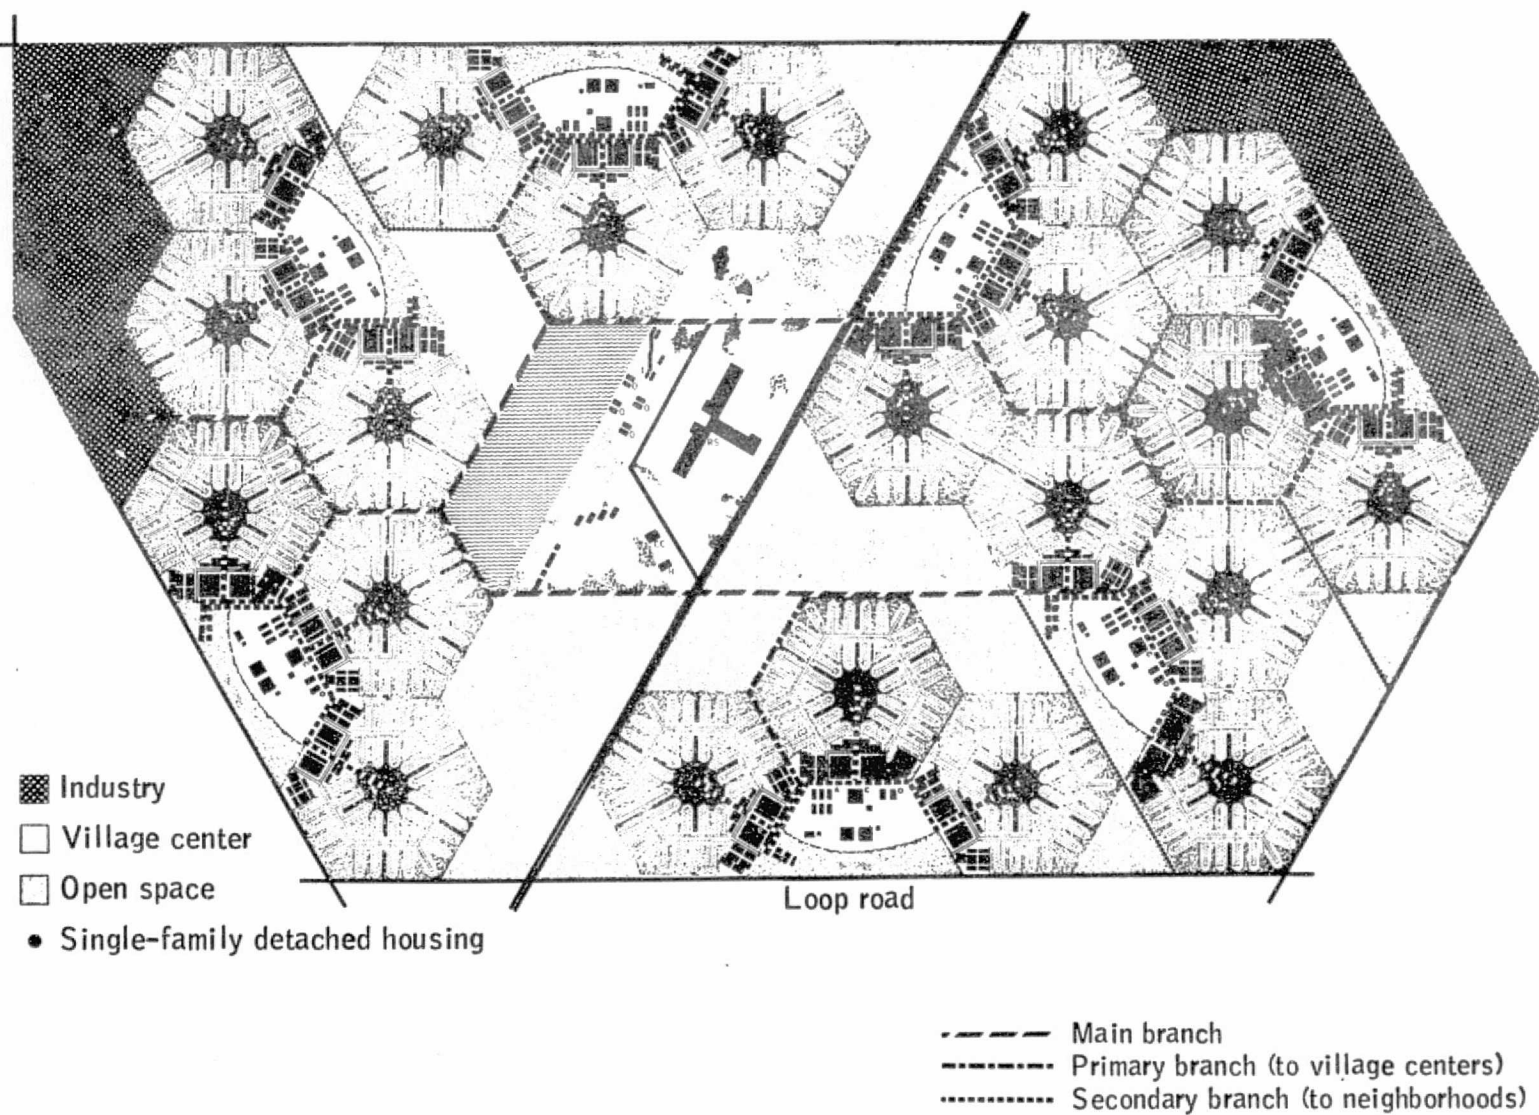 Industry
Village center
Open space
Single-family detached housing
Loop road
Main branch
Primary branch (to village centers)
Secondary branch (to neighborhoods)